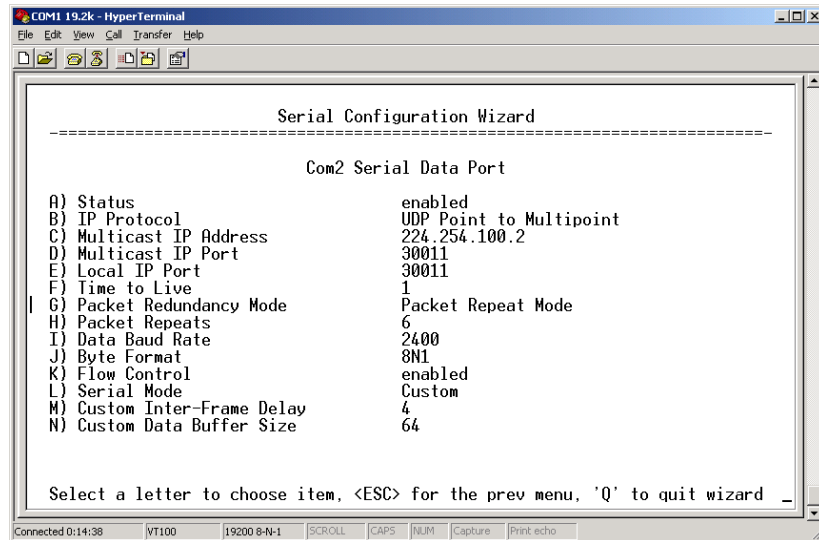 COM1 19.2k - HyperTerminal
File Edit View Call Transfer Help
Serial Configuration Wizard
-==========================================================================-
Com2 Serial Data Port
A) Status enabled
B) IP Protocol UDP Point to Multipoint
C) Multicast IP Address 224.254.100.2
D) Multicast IP Port 30011
E) Local IP Port 30011
F) Time to Live 1
G) Packet Redundancy Mode Packet Repeat Mode
H) Packet Repeats 6
I) Data Baud Rate 2400
J) Byte Format 8N1
K) Flow Control enabled
L) Serial Mode Custom
M) Custom Inter-Frame Delay 4
N) Custom Data Buffer Size 64
Select a letter to choose item, <ESC> for the prev menu, 'Q' to quit wizard _
Connected 0:14:38 VT100 19200 8-N-1 SCROLL CAPS NUM Capture Print echo